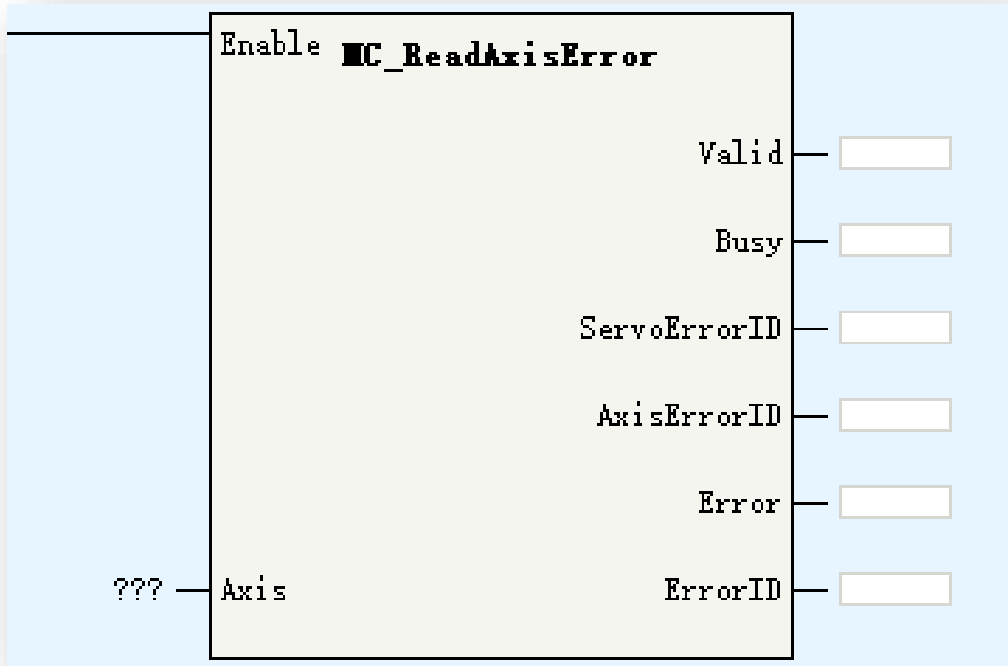 Enable MC_ReadAxisError
Valid
Busy
ServoErrorID
AxisErrorID
Error
??? Axis ErrorID